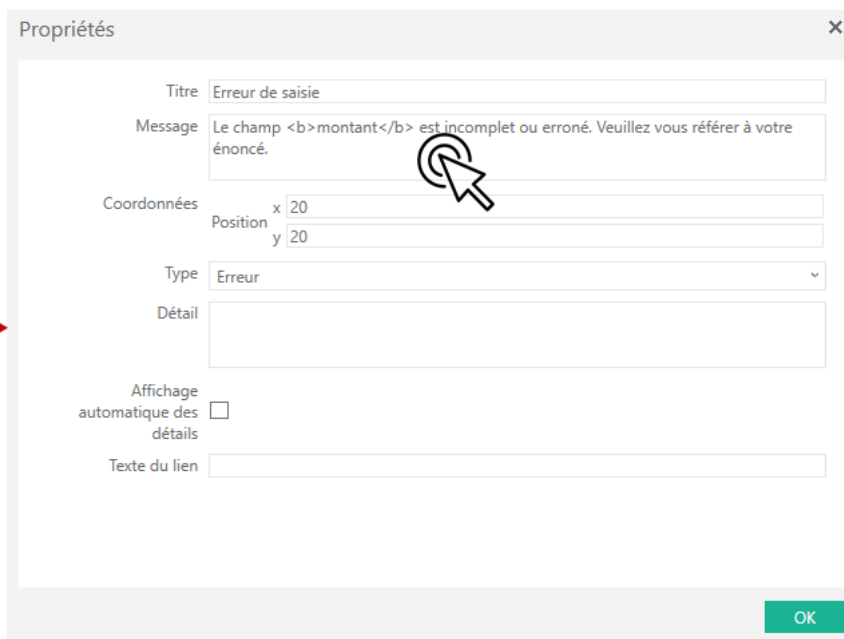 Propriétés
Titre Erreur de saisie
Message Le champ <b>montant</b> est incomplet ou erroné. Veuillez vous référer à votre
énoncé.
Coordonnées
Position
x 20
y 20
Type Erreur
Détail
Affichage
automatique des
détails
Texte du lien
OK